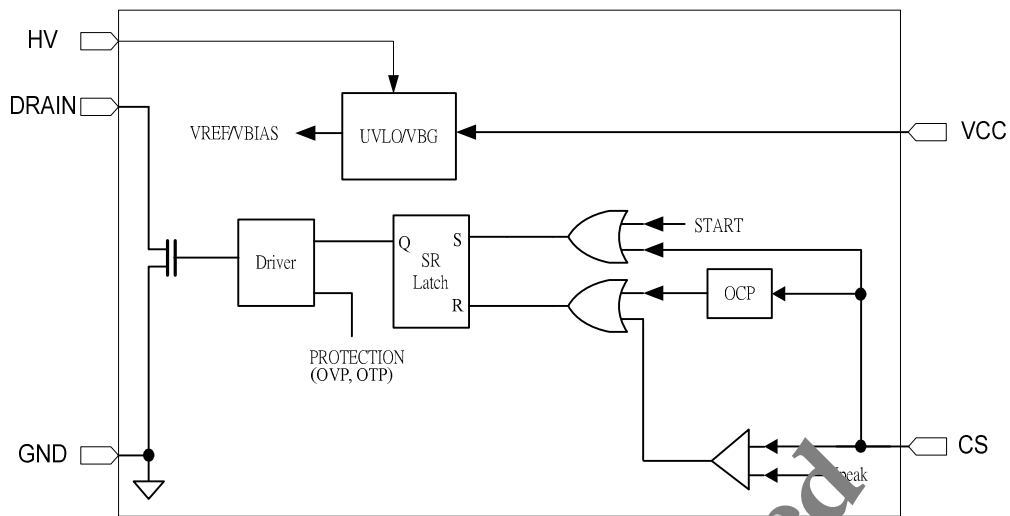 HV
DRAIN
VREF/VBIAS
UVLO/VBG
VCC
START
Driver
Q
SR
Latch
S
R
OCP
PROTECTION
(OVP, OTP)
GND
CS